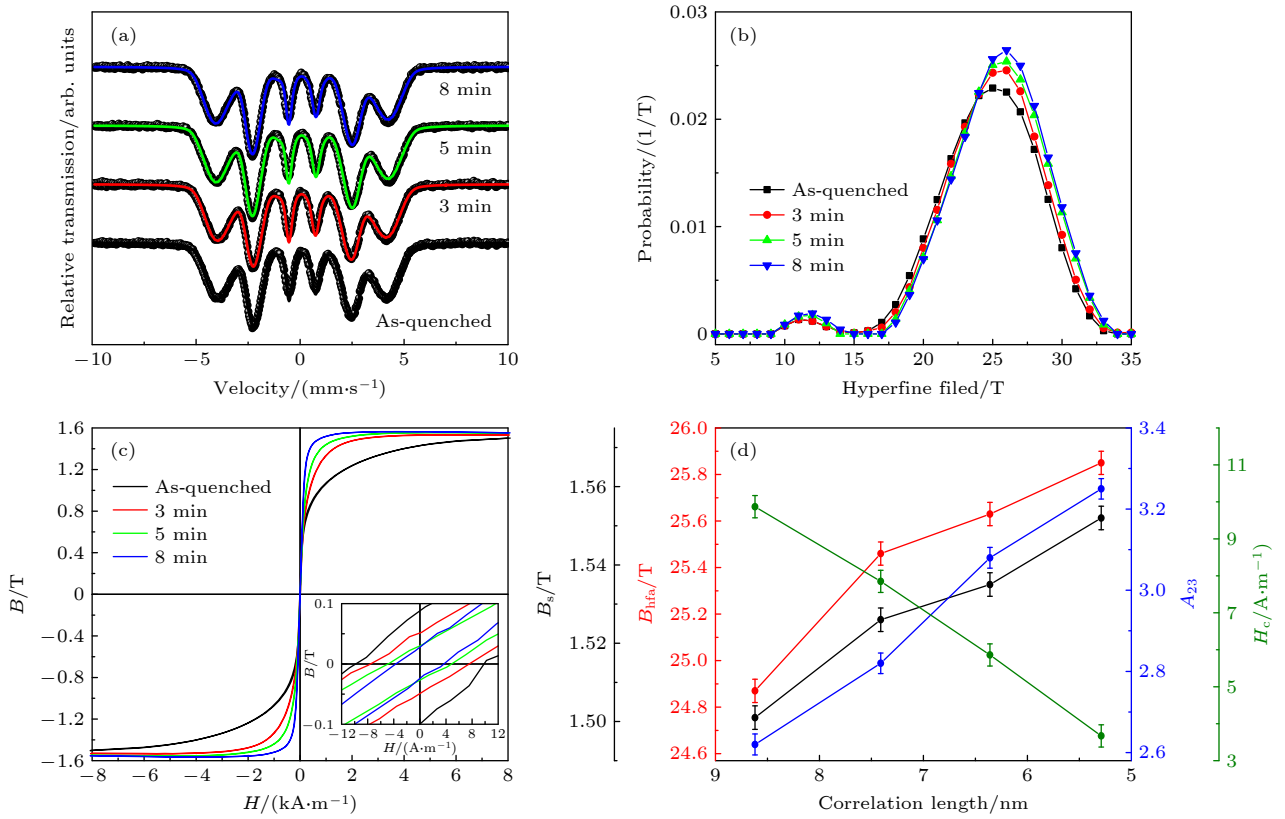 (a)
8 min
5 min
3 min
As-quenched
Relative transmission/arb. units
−10
−5
0
5
10
Velocity/(mm·s⁻¹)
(b)
0.03
0.02
0.01
0
Probability/(1/T)
As-quenched
3 min
5 min
8 min
5
10
15
20
25
30
35
Hyperfine filed/T
(c)
1.6
1.2
0.8
0.4
0
−0.4
−0.8
−1.2
−1.6
B/T
As-quenched
3 min
5 min
8 min
0.1
0
−0.1
B/T
−12
−8
−4
0
4
8
12
H/(A·m⁻¹)
−8
−6
−4
−2
0
2
4
6
8
H/(kA·m⁻¹)
(d)
1.56
1.54
1.52
1.50
Bₛ/T
26.0
25.8
25.6
25.4
25.2
25.0
24.8
24.6
B_hfa/T
3.4
3.2
3.0
2.8
2.6
A₂₃
11
9
7
5
3
H_c/A·m⁻¹)
9
8
7
6
5
Correlation length/nm